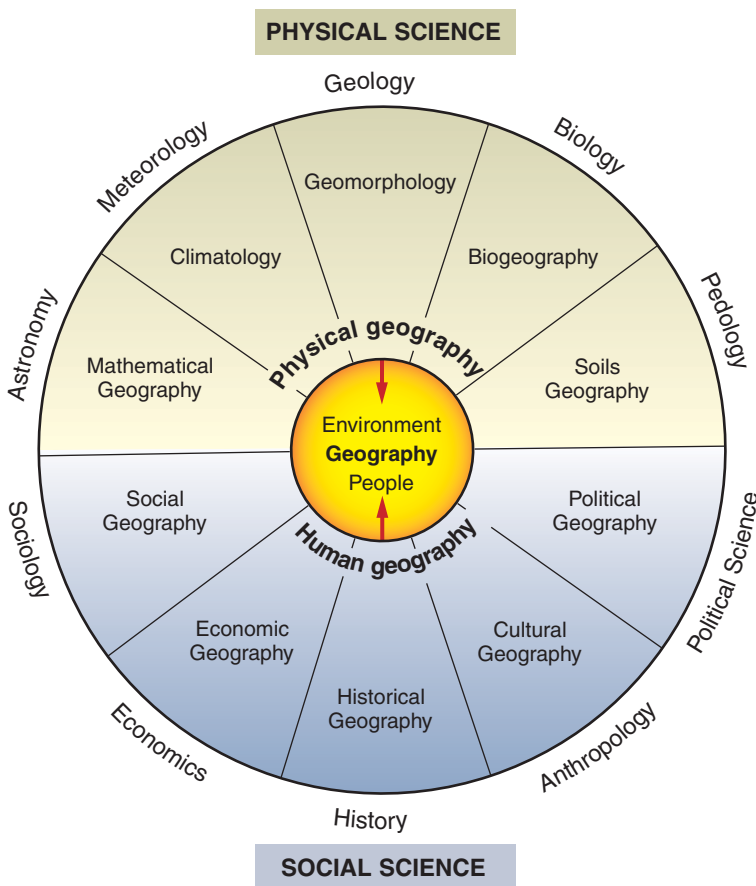 PHYSICAL SCIENCE
Geology
Meteorology
Biology
Geomorphology
Climatology
Biogeography
Astronomy
Pedology
Physical geography
Mathematical
Geography
Soils
Geography
Environment
Geography
People
Social
Geography
Political
Geography
Human geography
Sociology
Political Science
Economic
Geography
Cultural
Geography
Historical
Geography
Economics
Anthropology
History
SOCIAL SCIENCE